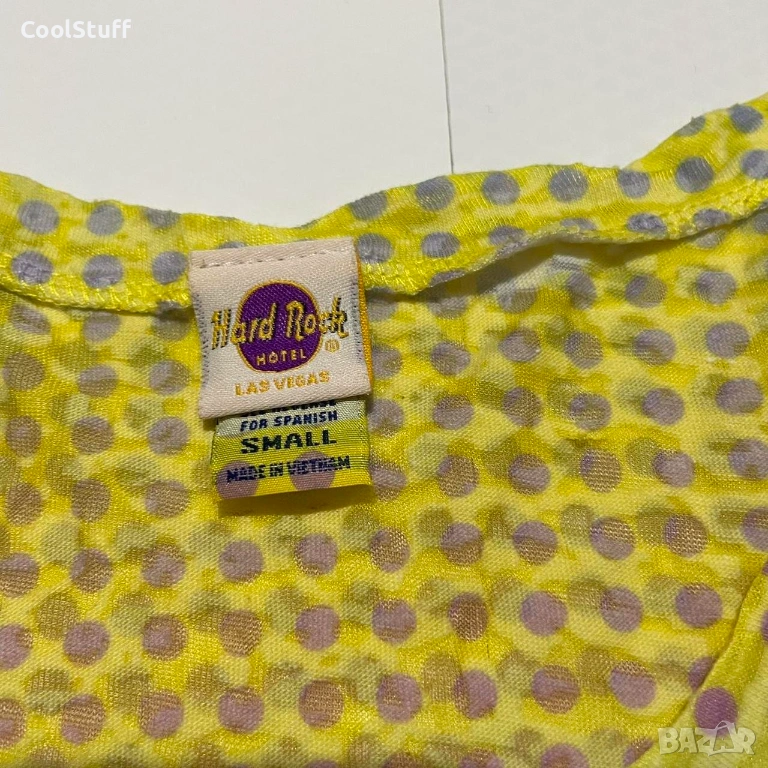 CoolStuff
Hard Rock
HOTEL
LAS VEGAS
FOR SPANISH
SMALL
MADE IN VIETNAM
BAZAR